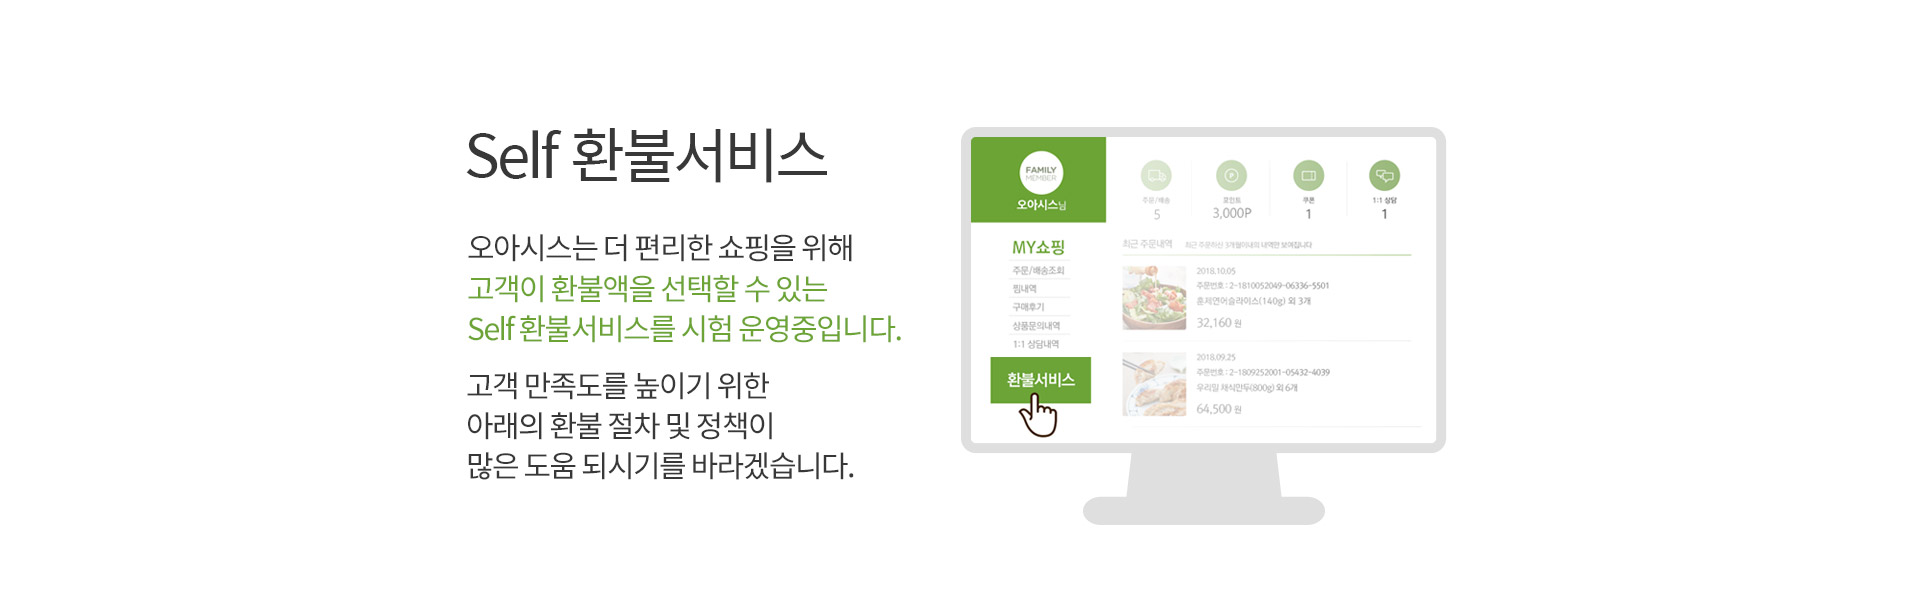 Self 환불서비스
오아시스는 더 편리한 쇼핑을 위해
고객이 환불액을 선택할 수 있는
Self 환불서비스를 시험 운영중입니다.
고객 만족도를 높이기 위한
아래의 환불 절차 및 정책이
많은 도움 되시기를 바라겠습니다.
FAMILY
MEMBER
오아시스님
주문/배송
5
포인트
3,000P
쿠폰
1
1:1 상담
1
MY쇼핑
주문/배송조회
찜내역
구매후기
상품문의내역
1:1 상담내역
환불서비스
최근 주문내역 최근 주문하신 3개월이내의 내역만 보여집니다
2018.10.05
주문번호 : 2-1810052049-06336-5501
훈제연어슬라이스(140g) 외 3개
32,160 원
2018.09.25
주문번호 : 2-1809252001-05432-4039
우리밀 채식만두(800g) 외 6개
64,500 원